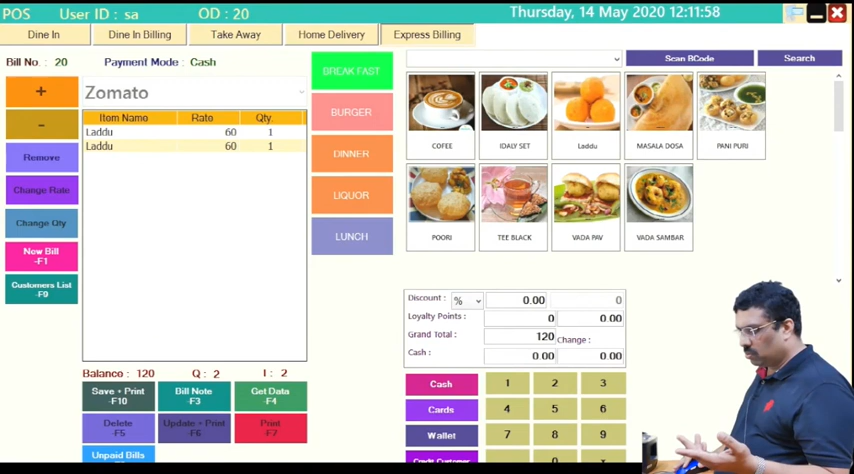 POS User ID : sa OD : 20 Thursday, 14 May 2020 12:11:58
Dine In Dine In Billing Take Away Home Delivery Express Billing
Bill No. : 20 Payment Mode : Cash
Scan BCode Search
+
Zomato
-
Remove
Change Rate
Change Qty
New Bill
-F1
Customers List
-F9
Item Name Rate Qty.
Laddu 60 1
Laddu 60 1
BREAK FAST
BURGER
DINNER
LIQUOR
LUNCH
COFEE IDALY SET Laddu MASALA DOSA PANI PURI
POORI TEE BLACK VADA PAV VADA SAMBAR
Discount : % 0.00 0
Loyalty Points : 0 0.00
Grand Total : 120 Change :
Cash : 0.00 0.00
Balance : 120 Q : 2 I : 2
Save + Print
-F10
Bill Note
-F3
Get Data
-F4
Delete
-F5
Update + Print
-F6
Print
-F7
Unpaid Bills
Cash 1 2 3
Cards 4 5 6
Wallet 7 8 9
Credit Customer 0 .